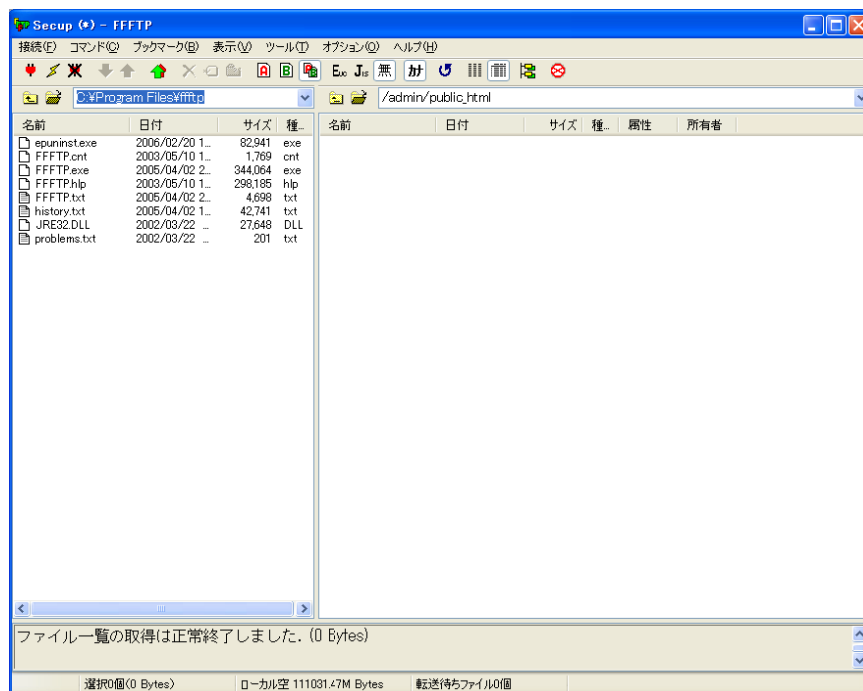 Secup (*) - FFFTP
接続(F) コマンド(C) ブックマーク(B) 表示(V) ツール(T) オプション(O) ヘルプ(H)
A B Euc Jis 無 カナ
C:¥Program Files¥ffftp /admin/public_html
名前 日付 サイズ 種... 名前 日付 サイズ 種... 属性 所有者
epuninst.exe 2006/02/20 1... 82,941 exe
FFFTP.cnt 2003/05/10 1... 1,769 cnt
FFFTP.exe 2005/04/02 2... 344,064 exe
FFFTP.hlp 2003/05/10 1... 298,185 hlp
FFFTP.txt 2005/04/02 2... 4,698 txt
history.txt 2005/04/02 1... 42,741 txt
JRE32.DLL 2002/03/22 ... 27,648 DLL
problems.txt 2002/03/22 ... 201 txt
ファイル一覧の取得は正常終了しました. (0 Bytes)
選択0個(0 Bytes) ローカル空 111031.47M Bytes 転送待ちファイル0個